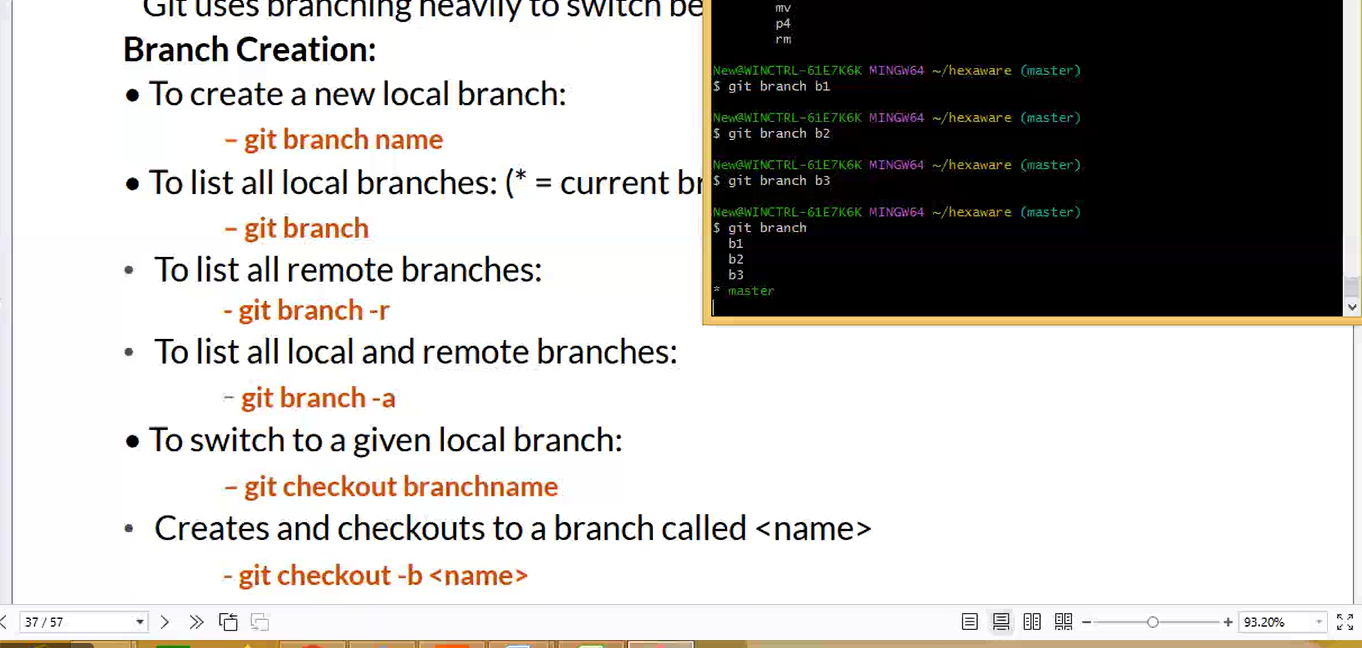 Git uses branching heavily to switch be
Branch Creation:
• To create a new local branch:
– git branch name
• To list all local branches: (* = current br
– git branch
• To list all remote branches:
- git branch -r
• To list all local and remote branches:
- git branch -a
• To switch to a given local branch:
– git checkout branchname
• Creates and checkouts to a branch called <name>
- git checkout -b <name>
mv
p4
rm
New@WINCTRL-61E7K6K MINGW64 ~/hexaware (master)
$ git branch b1
New@WINCTRL-61E7K6K MINGW64 ~/hexaware (master)
$ git branch b2
New@WINCTRL-61E7K6K MINGW64 ~/hexaware (master)
$ git branch b3
New@WINCTRL-61E7K6K MINGW64 ~/hexaware (master)
$ git branch
b1
b2
b3
* master
37 / 57
93.20%